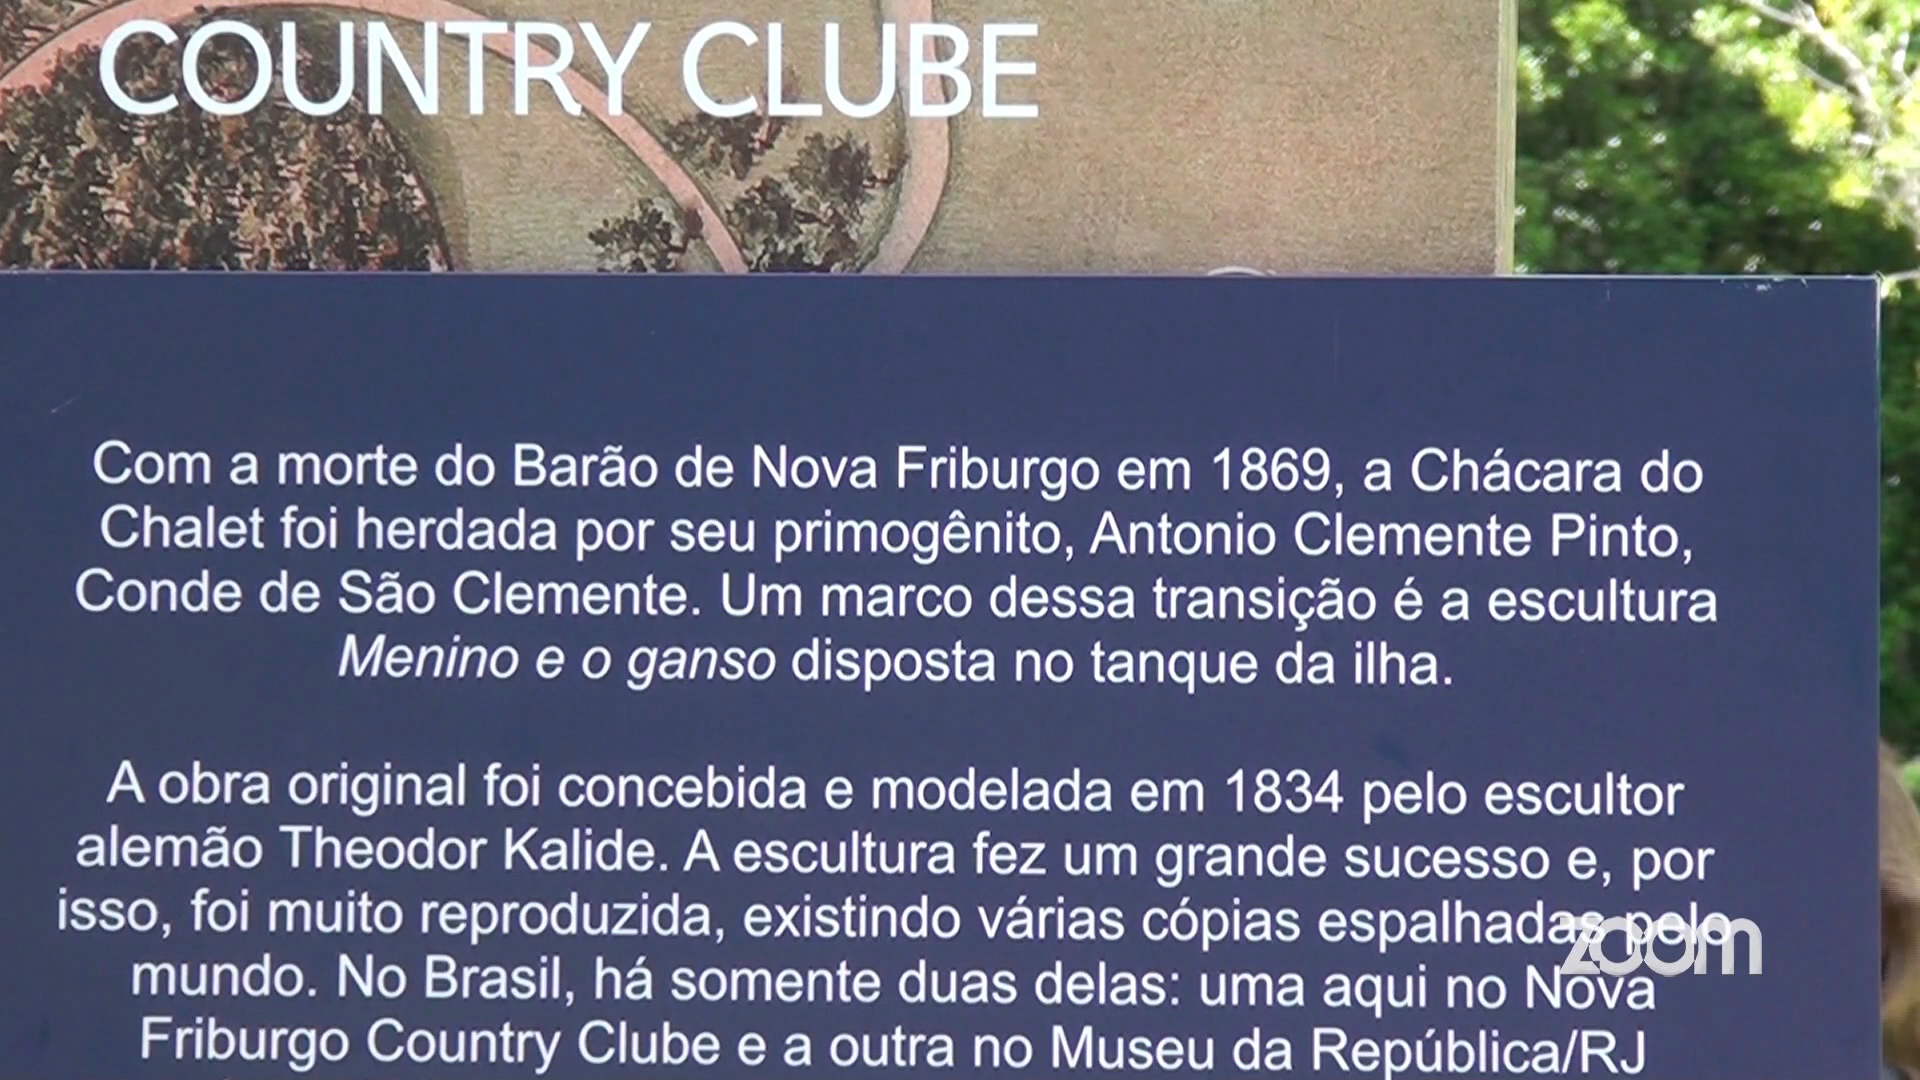 COUNTRY CLUBE
Com a morte do Barão de Nova Friburgo em 1869, a Chácara do
Chalet foi herdada por seu primogênito, Antonio Clemente Pinto,
Conde de São Clemente. Um marco dessa transição é a escultura
Menino e o ganso disposta no tanque da ilha.
A obra original foi concebida e modelada em 1834 pelo escultor
alemão Theodor Kalide. A escultura fez um grande sucesso e, por
isso, foi muito reproduzida, existindo várias cópias espalhadas pelo
mundo. No Brasil, há somente duas delas: uma aqui no Nova
Friburgo Country Clube e a outra no Museu da República/RJ
zoom